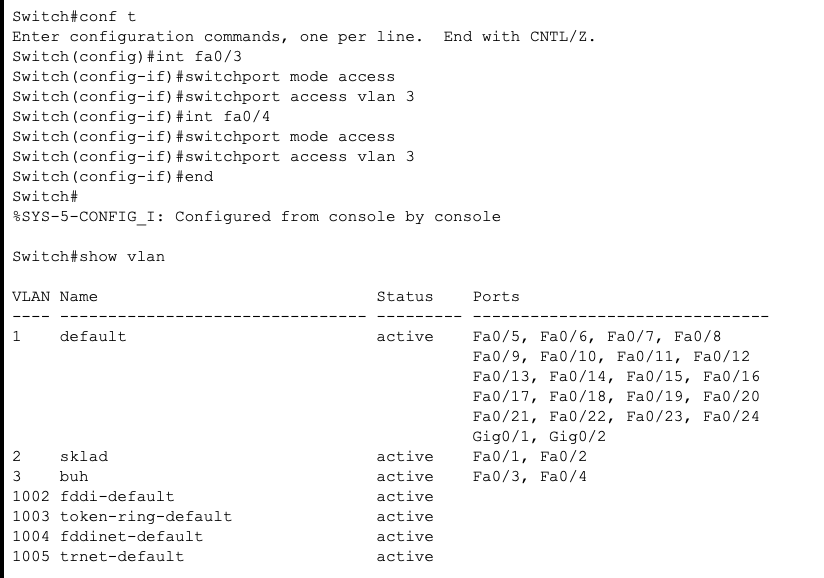 Switch#conf t
Enter configuration commands, one per line.  End with CNTL/Z.
Switch(config)#int fa0/3
Switch(config-if)#switchport mode access
Switch(config-if)#switchport access vlan 3
Switch(config-if)#int fa0/4
Switch(config-if)#switchport mode access
Switch(config-if)#switchport access vlan 3
Switch(config-if)#end
Switch#
%SYS-5-CONFIG_I: Configured from console by console

Switch#show vlan

VLAN Name                             Status    Ports
---- -------------------------------- --------- -------------------------------
1    default                          active    Fa0/5, Fa0/6, Fa0/7, Fa0/8
                                                Fa0/9, Fa0/10, Fa0/11, Fa0/12
                                                Fa0/13, Fa0/14, Fa0/15, Fa0/16
                                                Fa0/17, Fa0/18, Fa0/19, Fa0/20
                                                Fa0/21, Fa0/22, Fa0/23, Fa0/24
                                                Gig0/1, Gig0/2
2    sklad                            active    Fa0/1, Fa0/2
3    buh                              active    Fa0/3, Fa0/4
1002 fddi-default                     active
1003 token-ring-default               active
1004 fddinet-default                  active
1005 trnet-default                    active